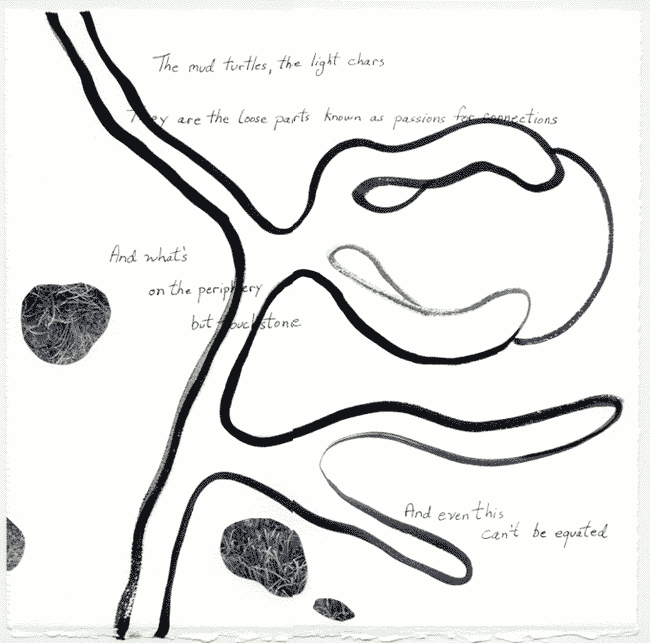 The mud turtles, the light chars
They are the loose parts known as passions for connections
And what's
on the periphery
but touchstone
And even this
can't be equated